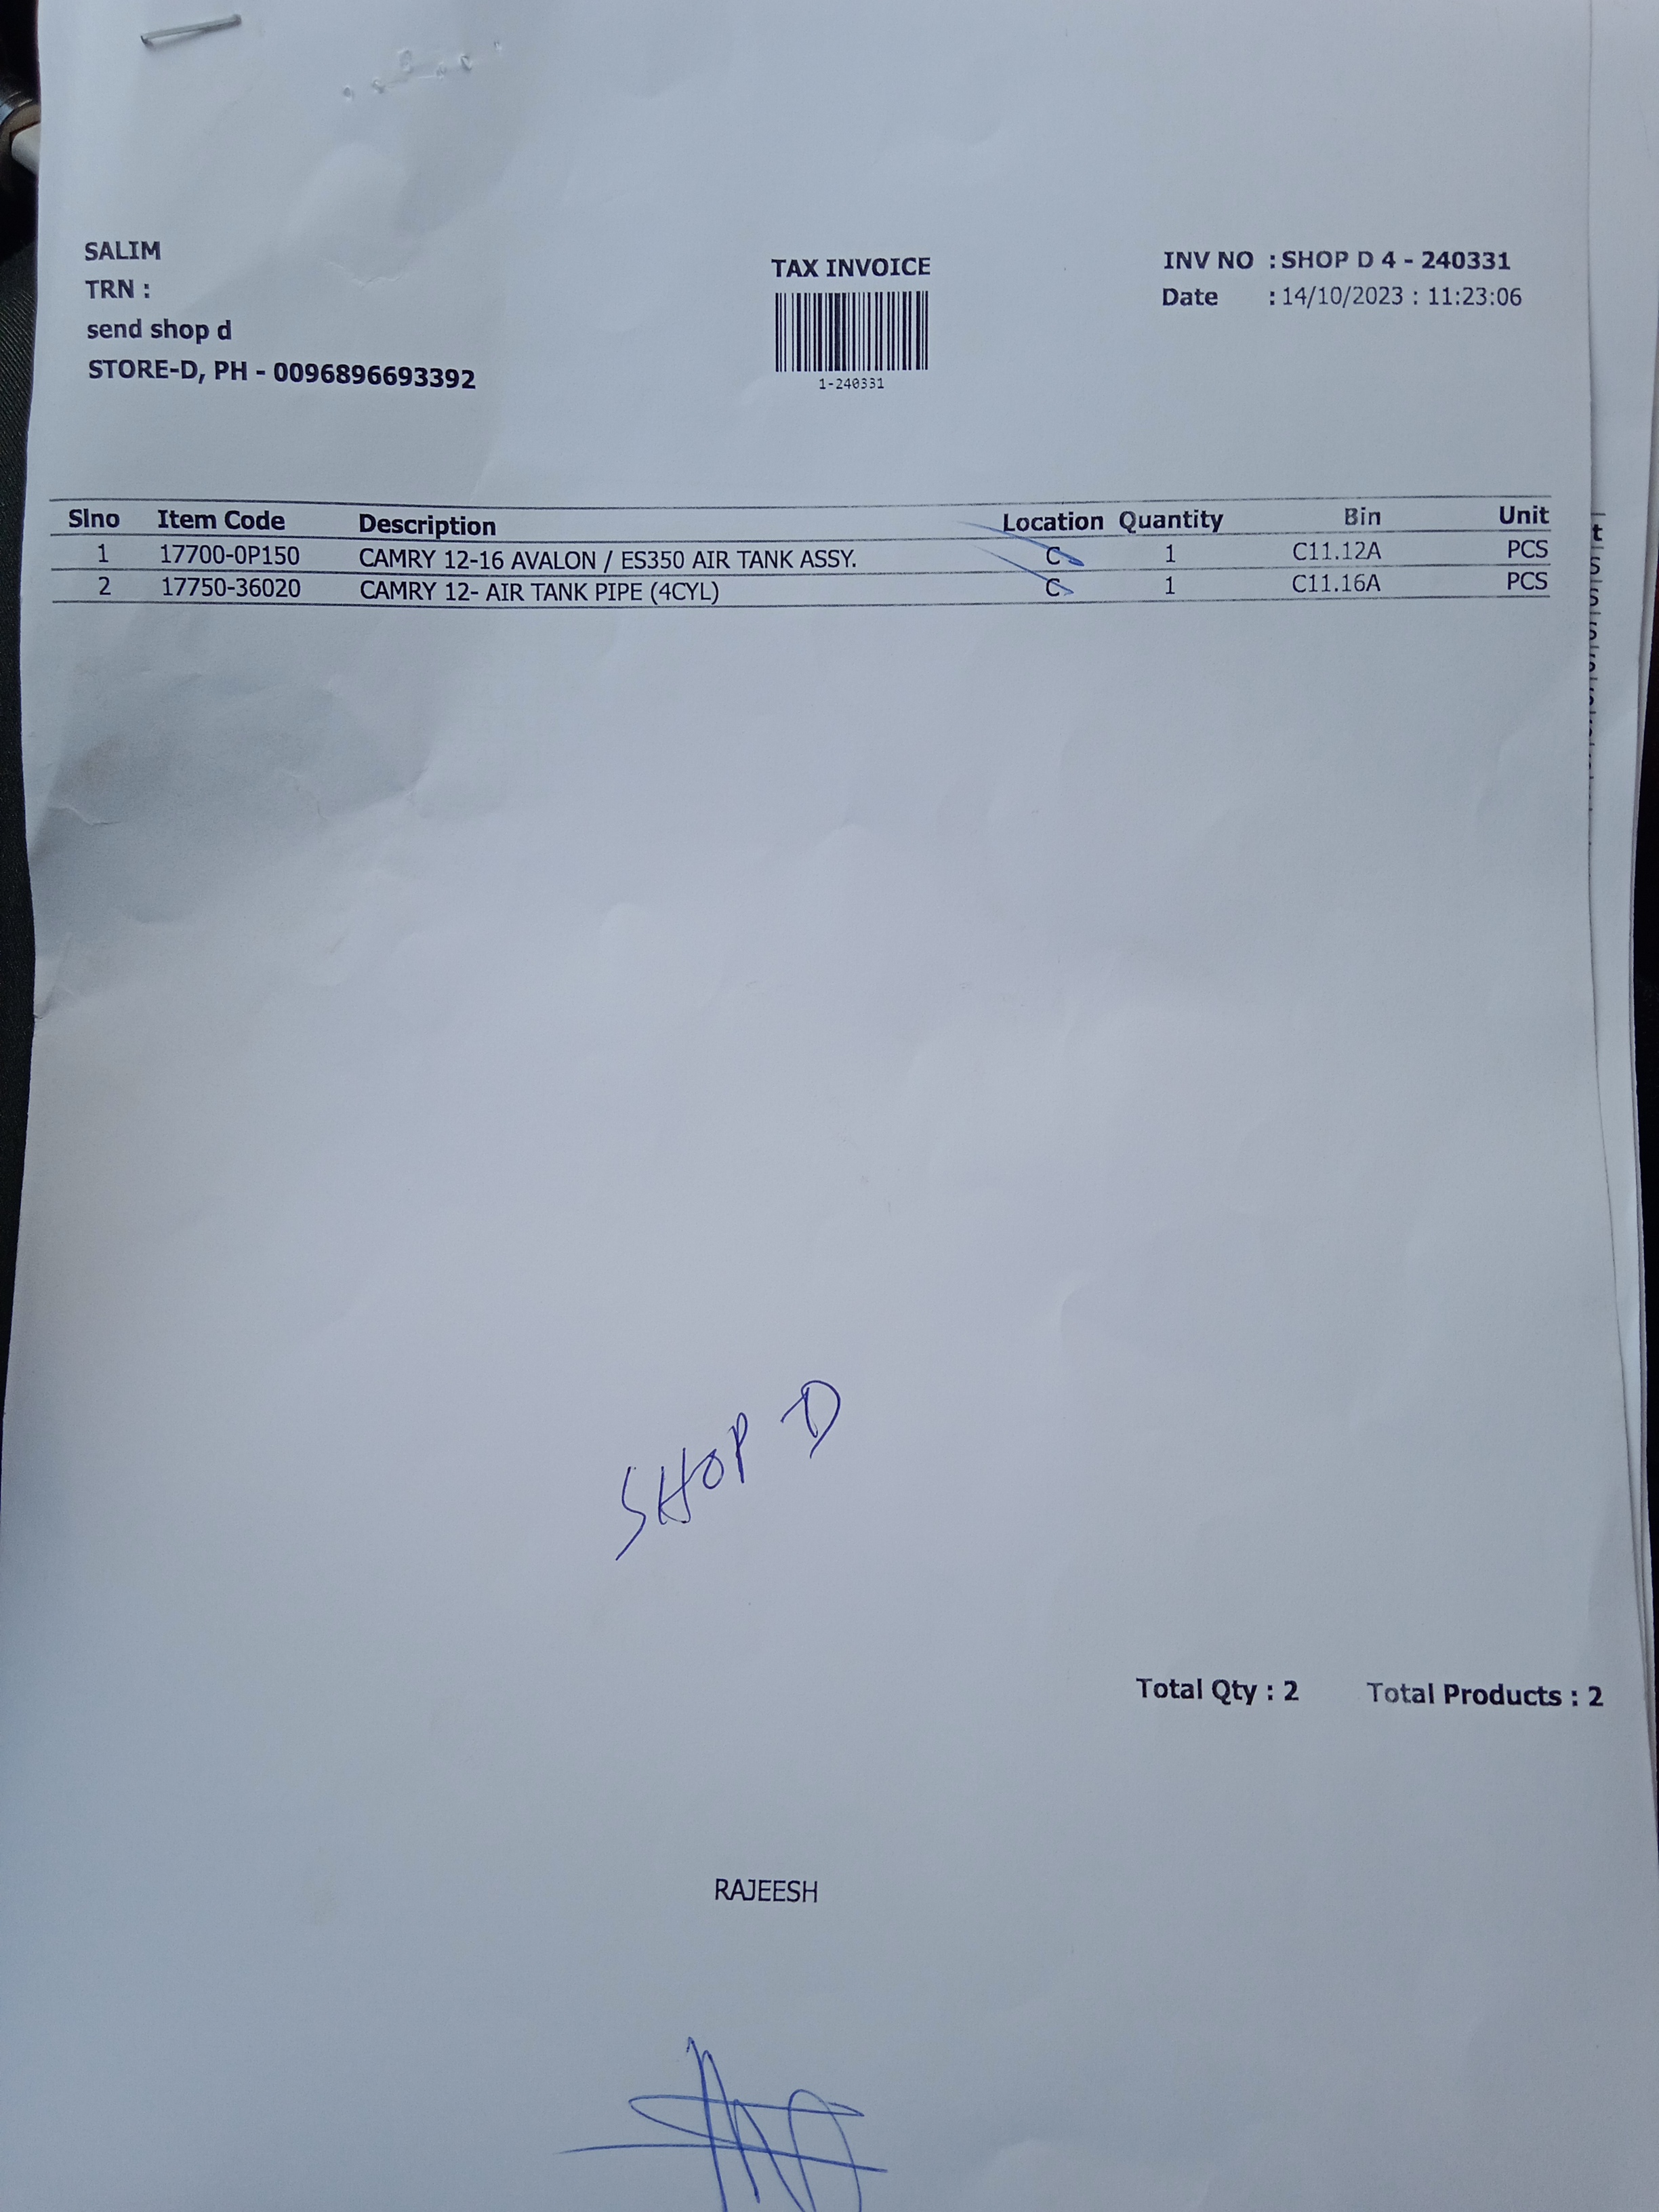 SALIM
TRN :
send shop d
STORE-D, PH - 0096896693392
TAX INVOICE
1-240331
INV NO : SHOP D 4 - 240331
Date : 14/10/2023 : 11:23:06
Slno Item Code Description Location Quantity Bin Unit
1 17700-0P150 CAMRY 12-16 AVALON / ES350 AIR TANK ASSY. C 1 C11.12A PCS
2 17750-36020 CAMRY 12- AIR TANK PIPE (4CYL) C 1 C11.16A PCS
t
S
S
S
SHOP D
Total Qty : 2 Total Products : 2
RAJEESH